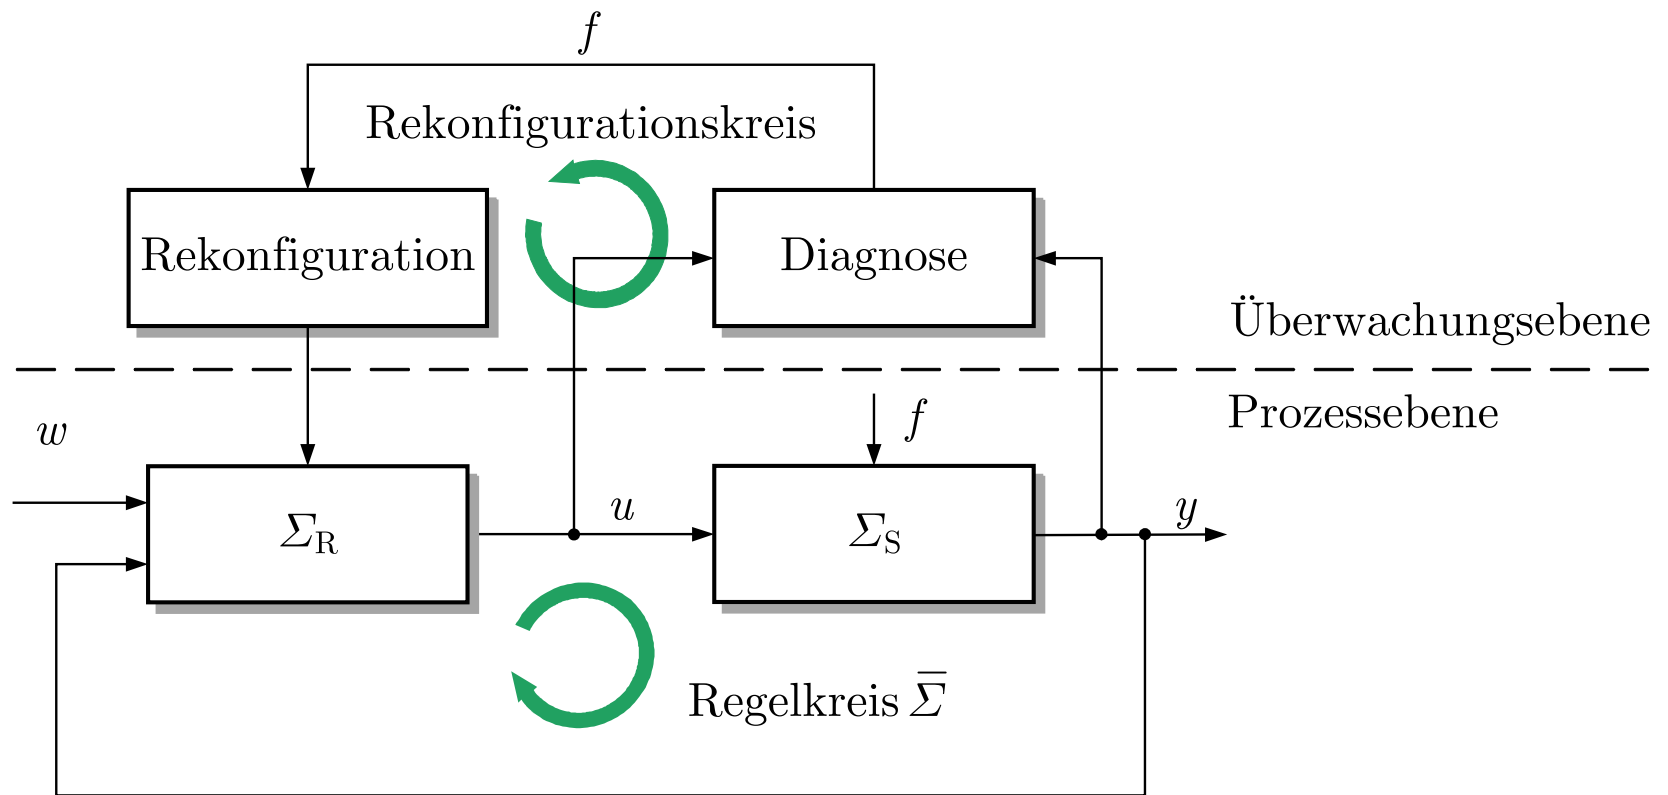 f
Rekonfigurationskreis
Rekonfiguration
Diagnose
Überwachungsebene
Prozessebene
f
w
Σ_R
u
Σ_S
y
Regelkreis Σ̅